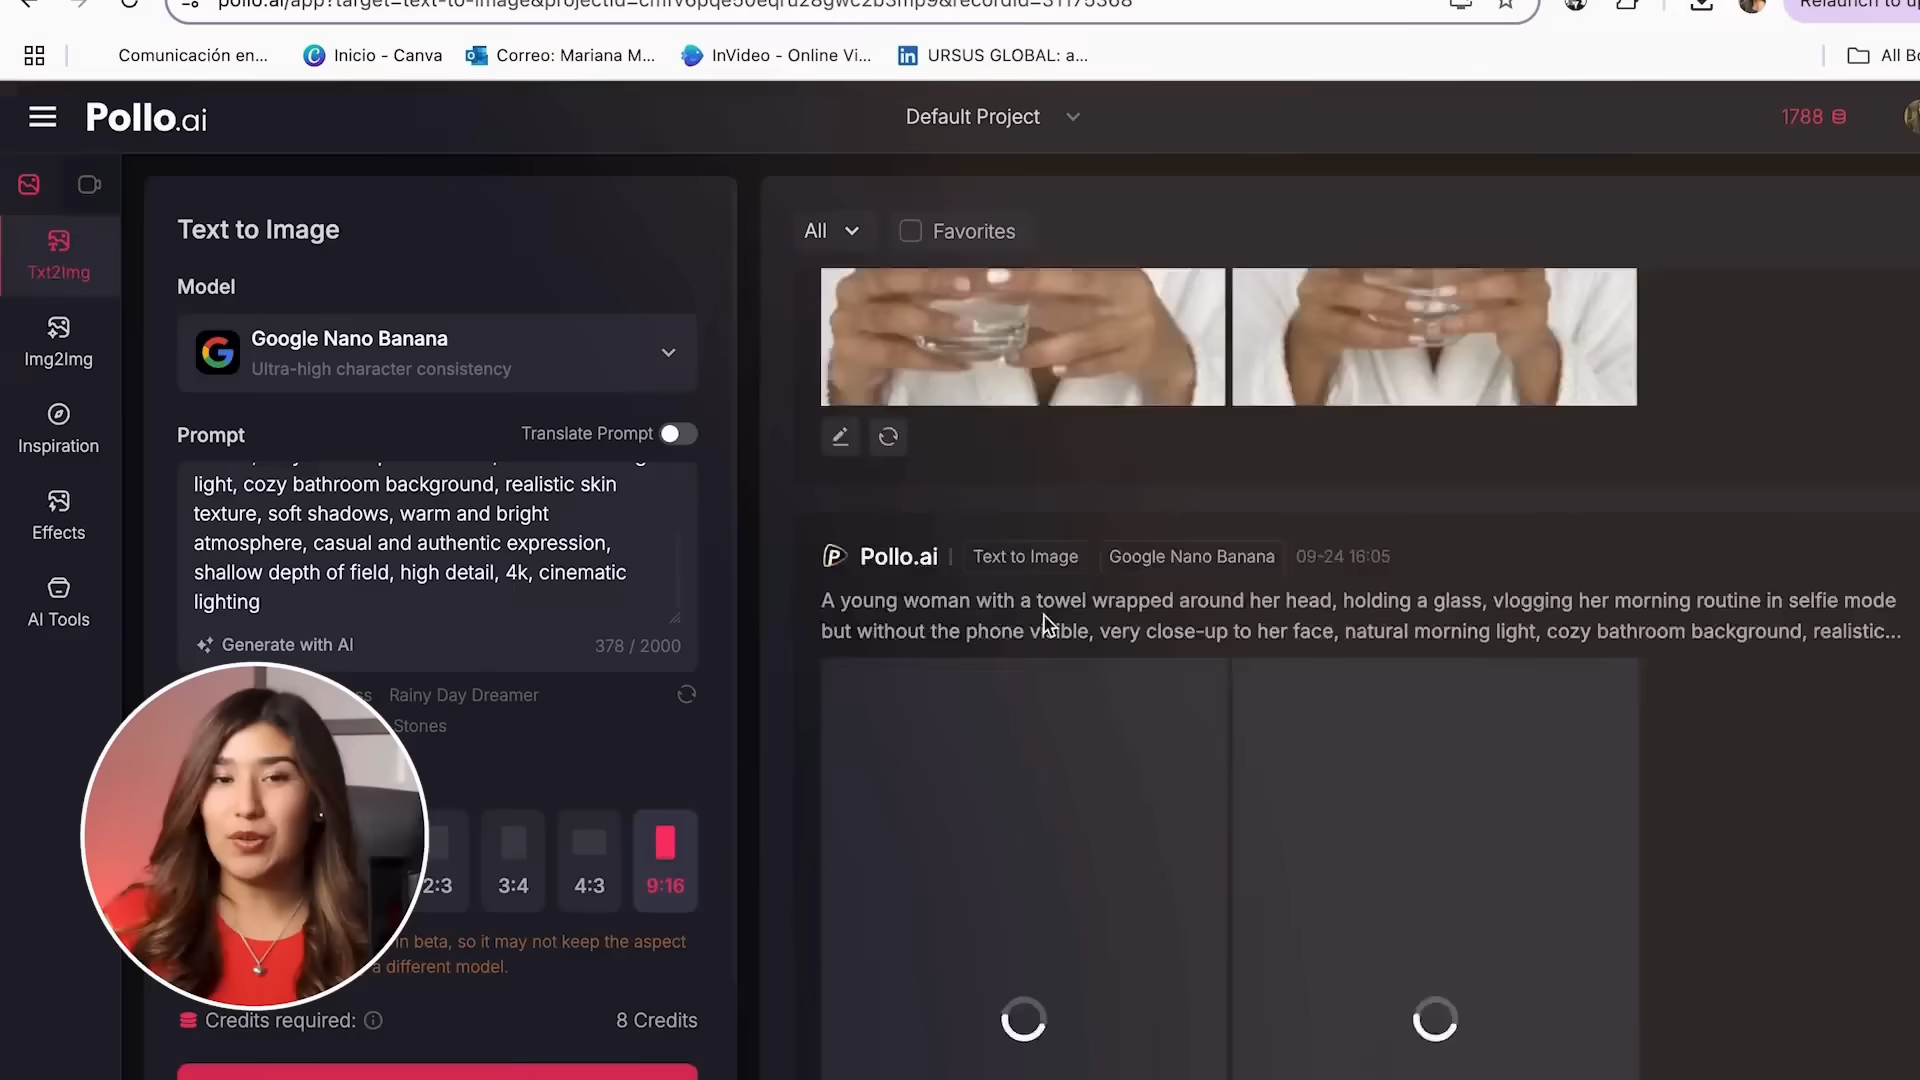 Comunicación en...
Inicio - Canva
Correo: Mariana M...
InVideo - Online Vi...
URSUS GLOBAL: a...
Pollo.ai
Default Project
1788
Txt2Img
Img2Img
Inspiration
Effects
AI Tools
Text to Image
Model
Google Nano Banana
Ultra-high character consistency
Prompt
Translate Prompt
light, cozy bathroom background, realistic skin
texture, soft shadows, warm and bright
atmosphere, casual and authentic expression,
shallow depth of field, high detail, 4k, cinematic
lighting
Generate with AI
378 / 2000
Rainy Day Dreamer
Stones
2:3
3:4
4:3
9:16
in beta, so it may not keep the aspect
a different model.
Credits required:
8 Credits
All
Favorites
Pollo.ai
Text to Image
Google Nano Banana
09-24 16:05
A young woman with a towel wrapped around her head, holding a glass, vlogging her morning routine in selfie mode
but without the phone visible, very close-up to her face, natural morning light, cozy bathroom background, realistic...